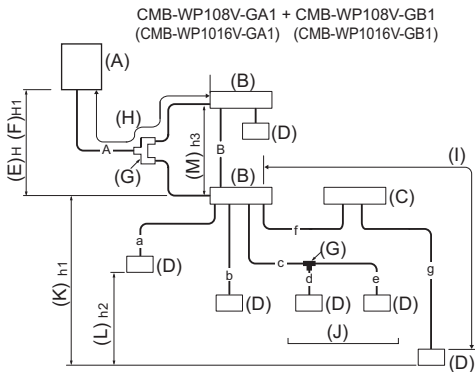 CMB-WP108V-GA1 + CMB-WP108V-GB1
(CMB-WP1016V-GA1) (CMB-WP1016V-GB1)
(A)
(B)
(H)
(D)
(E)H (F)H1
A
(G)
(M) h3
B
(I)
(B)
(C)
f
a
(G)
(D)
c
g
(K) h1
b
d
e
(L) h2
(D)
(D)
(D)
(J)
(D)